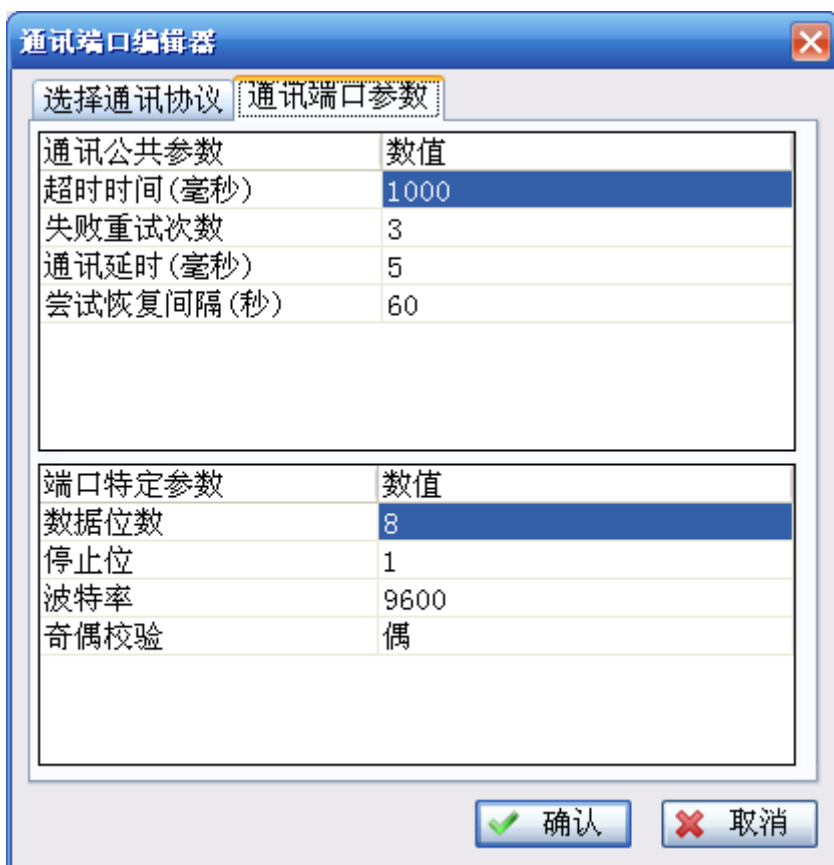 通讯端口编辑器
选择通讯协议 通讯端口参数
通讯公共参数 数值
超时时间(毫秒) 1000
失败重试次数 3
通讯延时(毫秒) 5
尝试恢复间隔(秒) 60
端口特定参数 数值
数据位数 8
停止位 1
波特率 9600
奇偶校验 偶
确认 取消